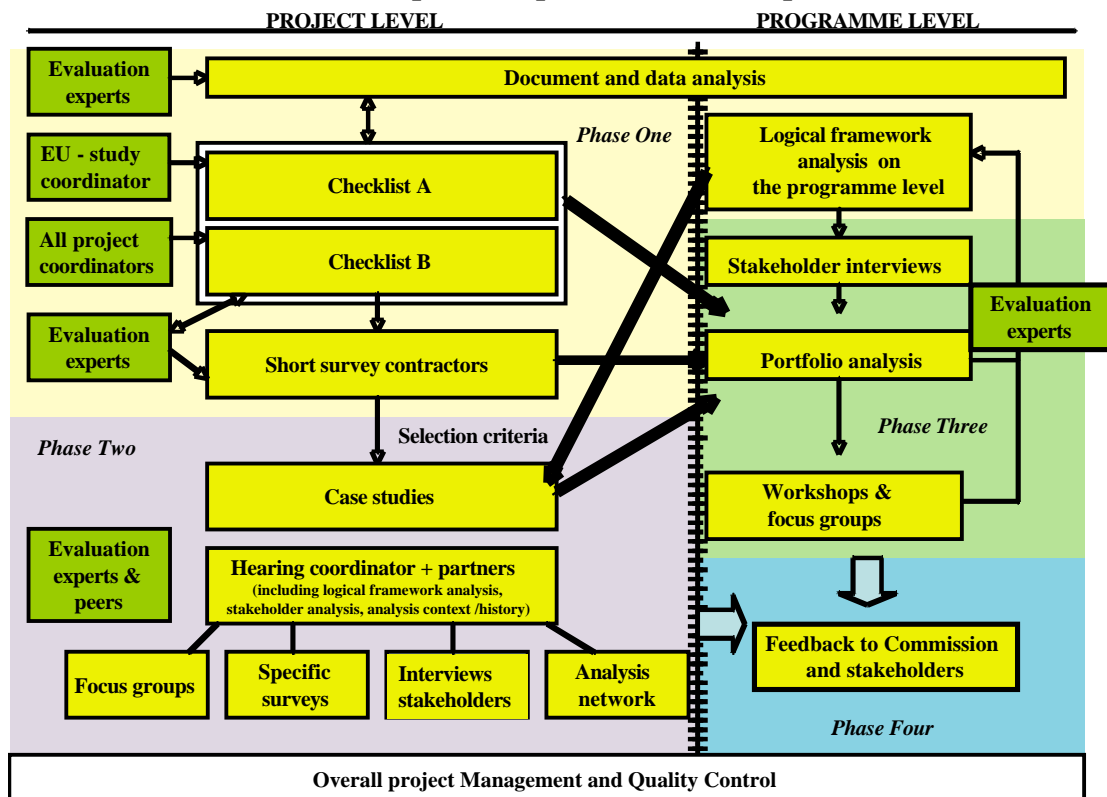 PROJECT LEVEL
PROGRAMME LEVEL
Evaluation
experts
Document and data analysis
Phase One
EU - study
coordinator
Checklist A
Logical framework
analysis on
the programme level
All project
coordinators
Checklist B
Stakeholder interviews
Evaluation
experts
Evaluation
experts
Short survey contractors
Portfolio analysis
Phase Two
Selection criteria
Phase Three
Case studies
Workshops &
focus groups
Evaluation
experts &
peers
Hearing coordinator + partners
(including logical framework analysis,
stakeholder analysis, analysis context /history)
Focus groups
Specific
surveys
Interviews
stakeholders
Analysis
network
Feedback to Commission
and stakeholders
Phase Four
Overall project Management and Quality Control